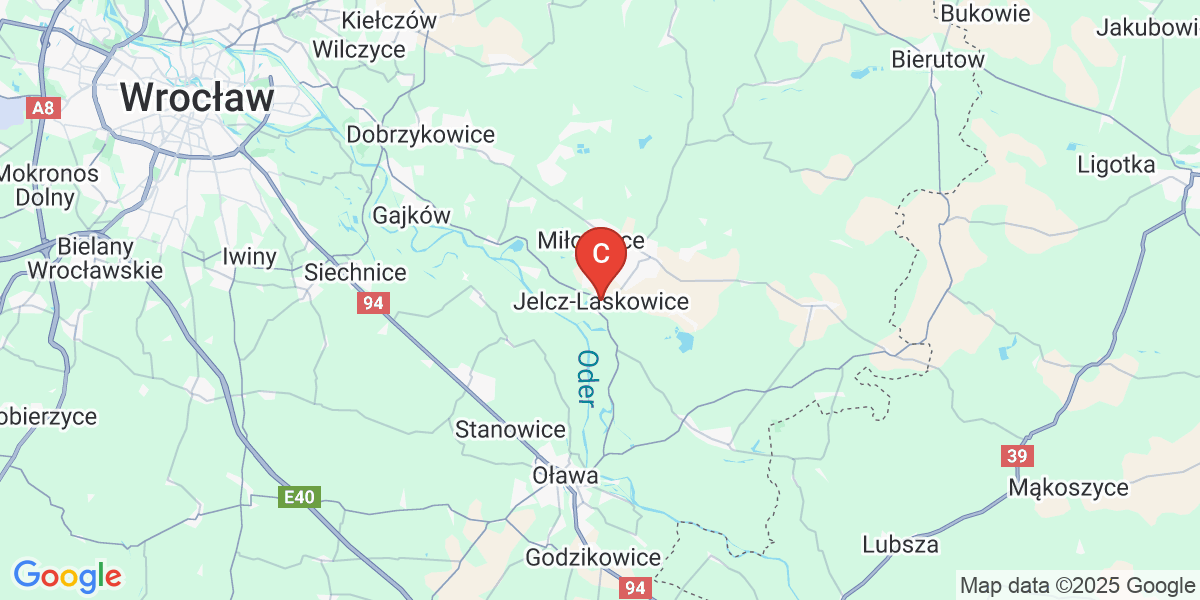 Kiełczów
Bukowie
Jakubowi
Wilczyce
Bierutow
Wrocław
A8
Dobrzykowice
Ligotka
Mokronos
Dolny
Gajków
Bielany
Wrocławskie
Iwiny
Siechnice
C
Jelcz-Laskowice
94
Oder
obierzyce
Stanowice
39
Oława
Mąkoszyce
E40
Lubsza
Godzikowice
94
Google
Map data ©2025 Google